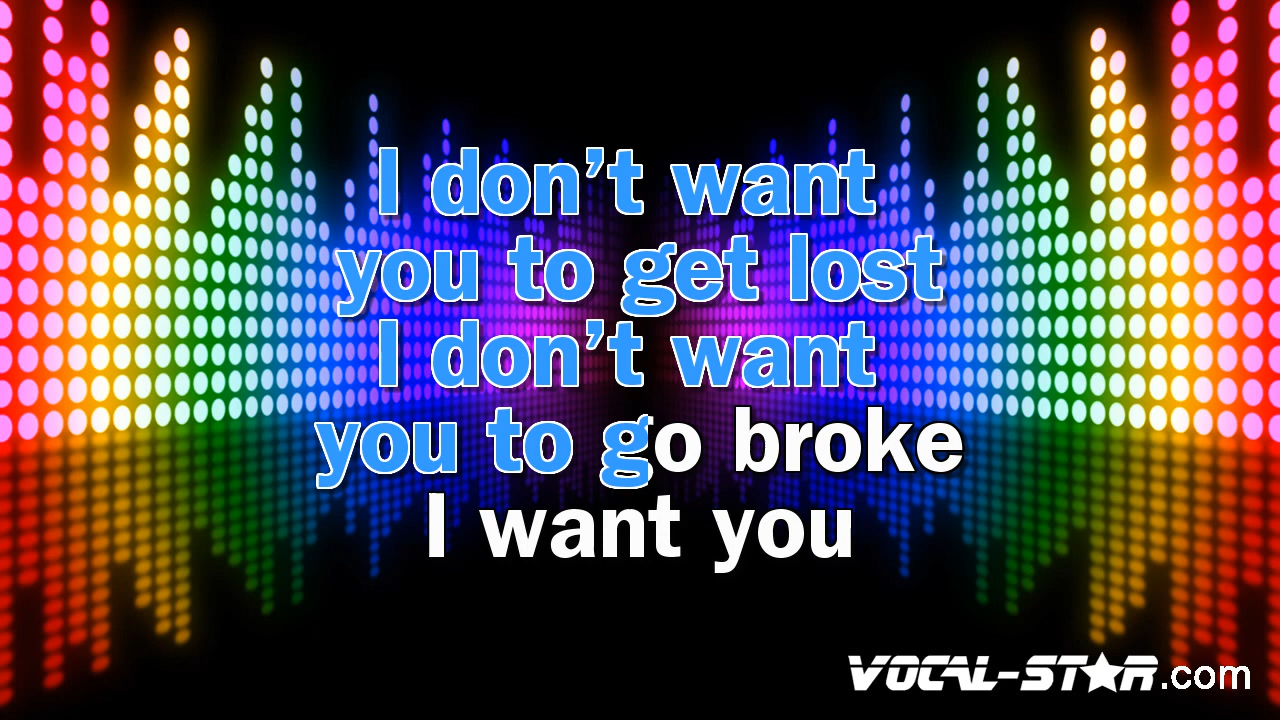 I don’t want
you to get lost
I don’t want
you to go broke
I want you
VOCAL-STAR.com